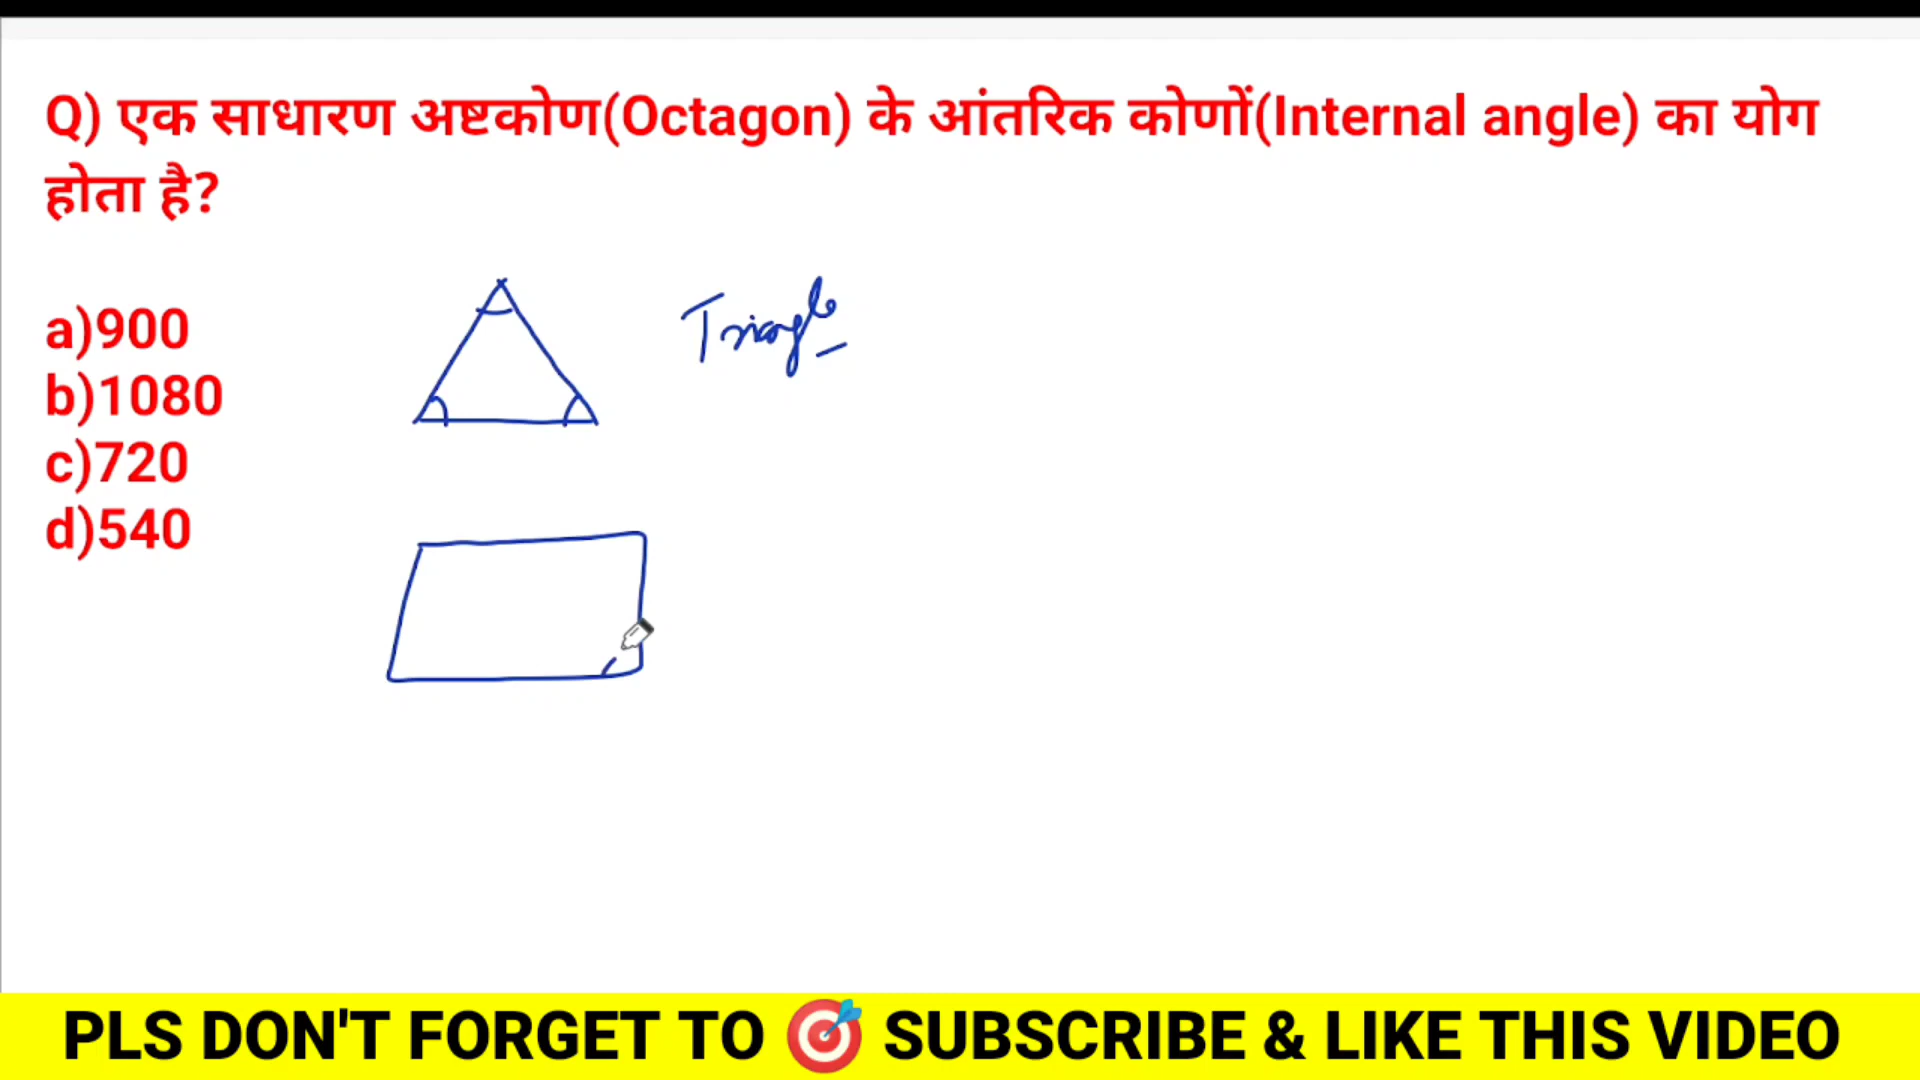 Q) एक साधारण अष्टकोण(Octagon) के आंतरिक कोणों(Internal angle) का योग
होता है?
a)900
b)1080
c)720
d)540
Triangle
PLS DON'T FORGET TO 🎯 SUBSCRIBE & LIKE THIS VIDEO